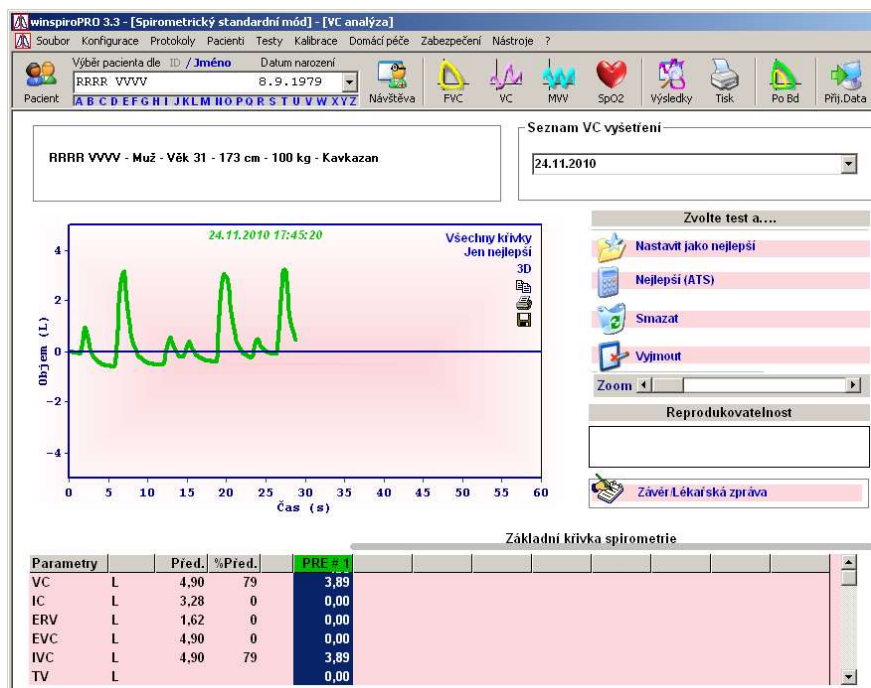 winspiroPRO 3.3 - [Spirometrický standardní mód] - [VC analýza]
Soubor Konfigurace Protokoly Pacienti Testy Kalibrace Domácí péče Zabezpečení Nástroje ?
Výběr pacienta dle ID / Jméno Datum narození
RRRR VVVV 8.9.1979
A B C D E F G H I J K L M N O P Q R S T U V W X Y Z
Pacient Návštěva FVC VC MVV SpO2 Výsledky Tisk Po Bd Přij.Data
Seznam VC vyšetření
RRRR VVVV - Muž - Věk 31 - 173 cm - 100 kg - Kavkazan
24.11.2010
24.11.2010 17:45:20
Všechny křivky
Jen nejlepší
3D
Objem (L)
4
2
0
-2
-4
0 5 10 15 20 25 30 35 40 45 50 55 60
Čas (s)
Zvolte test a....
Nastavit jako nejlepší
Nejlepší (ATS)
Smazat
Vyjmout
Zoom
Reprodukovatelnost
Závěr/Lékařská zpráva
Základní křivka spirometrie
Parametry Před. %Před. PRE # 1
VC L 4,90 79 3,89
IC L 3,28 0 0,00
ERV L 1,62 0 0,00
EVC L 4,90 0 0,00
IVC L 4,90 79 3,89
TV L 0,00